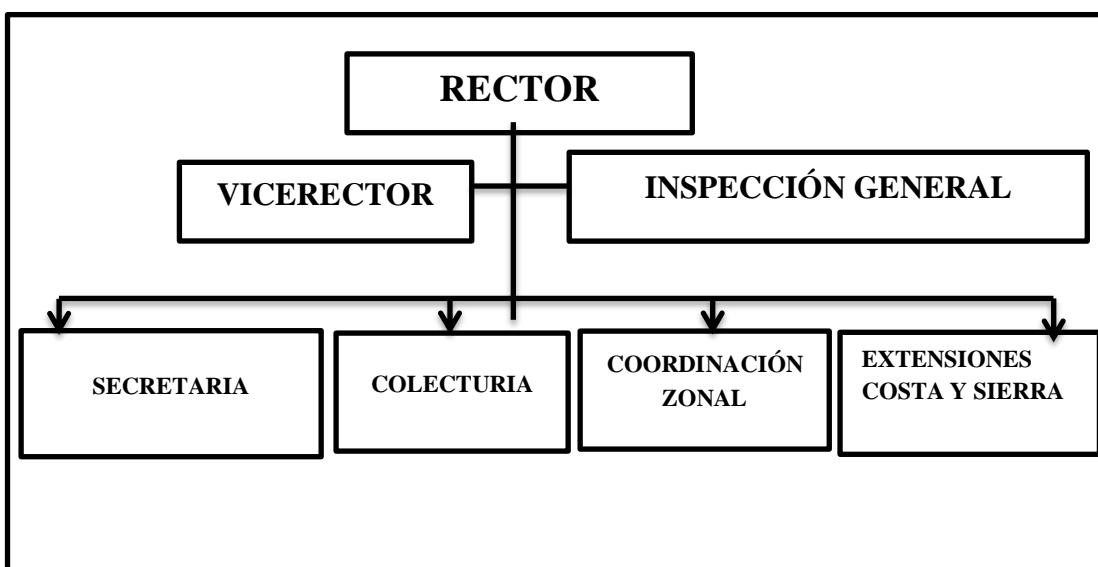 RECTOR
VICERECTOR
INSPECCIÓN GENERAL
SECRETARIA
COLECTURIA
COORDINACIÓN
ZONAL
EXTENSIONES
COSTA Y SIERRA